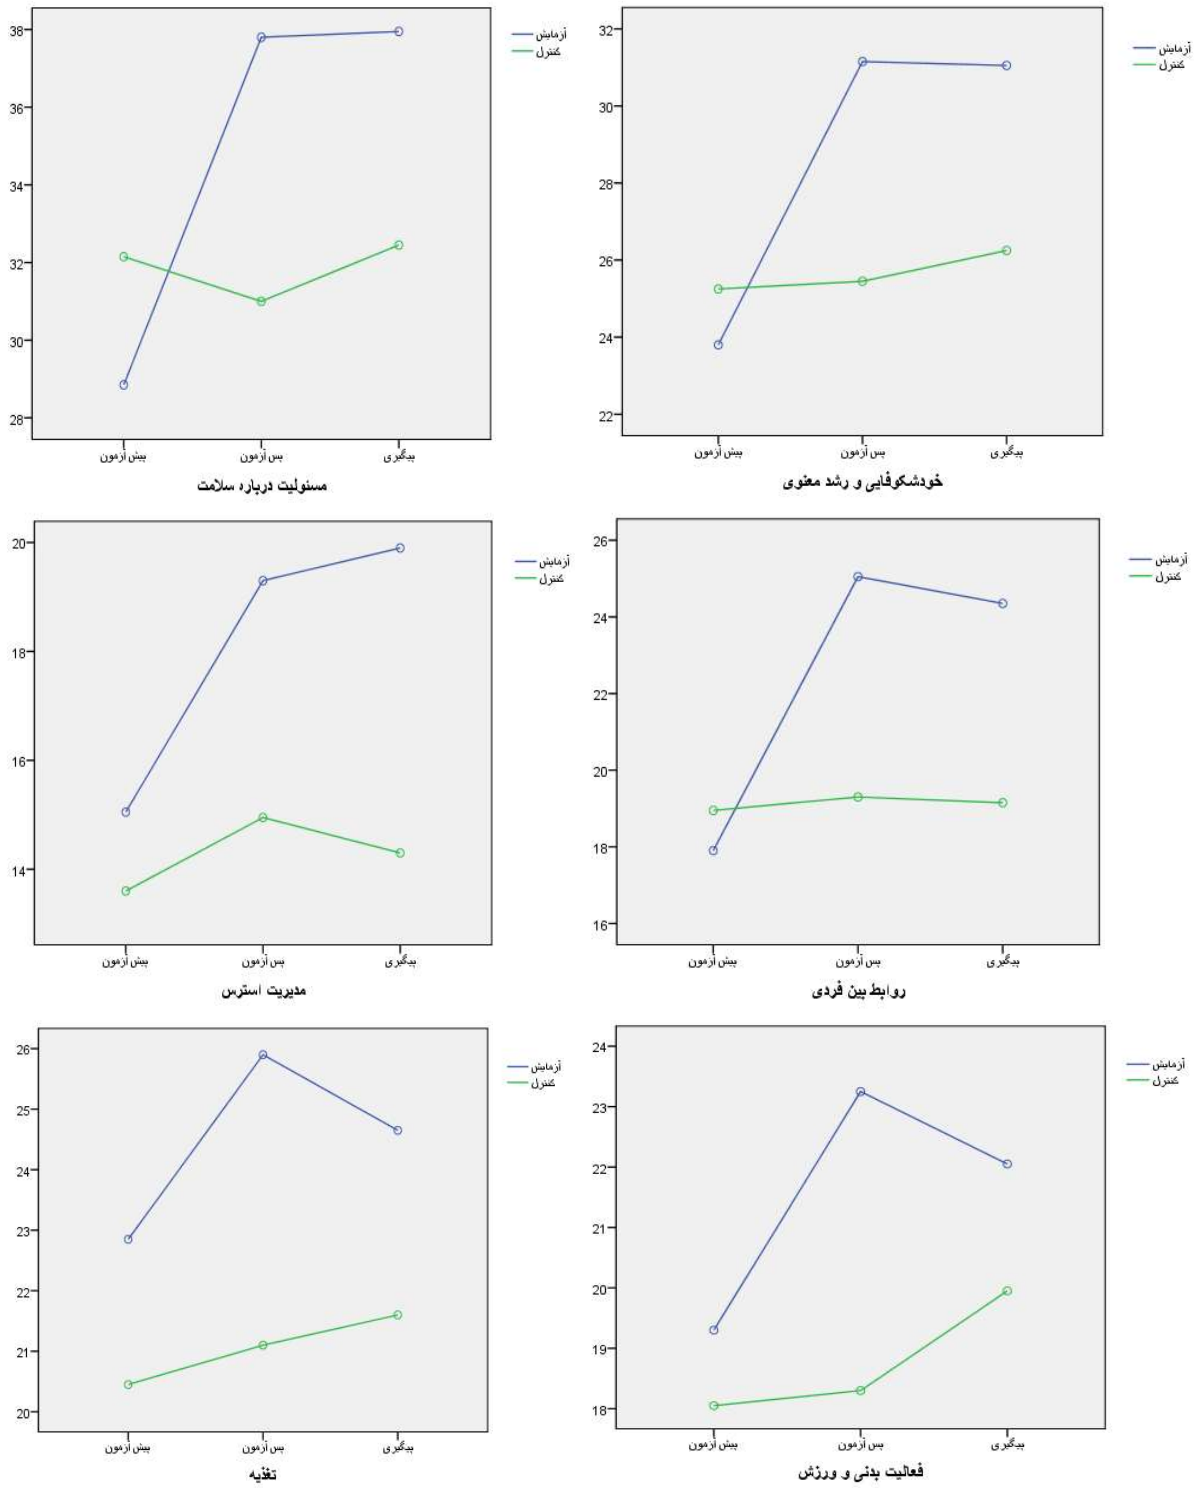 38
36
34
32
30
28
آزمایش
کنترل
پیش آزمون
پس آزمون
پیگیری
مسئولیت درباره سلامت
32
30
28
26
24
22
آزمایش
کنترل
پیش آزمون
پس آزمون
پیگیری
خودشکوفایی و رشد معنوی
20
18
16
14
آزمایش
کنترل
پیش آزمون
پس آزمون
پیگیری
مدیریت استرس
26
24
22
20
18
16
آزمایش
کنترل
پیش آزمون
پس آزمون
پیگیری
روابط بین فردی
26
25
24
23
22
21
20
آزمایش
کنترل
پیش آزمون
پس آزمون
پیگیری
تغذیه
24
23
22
21
20
19
18
آزمایش
کنترل
پیش آزمون
پس آزمون
پیگیری
فعالیت بدنی و ورزش